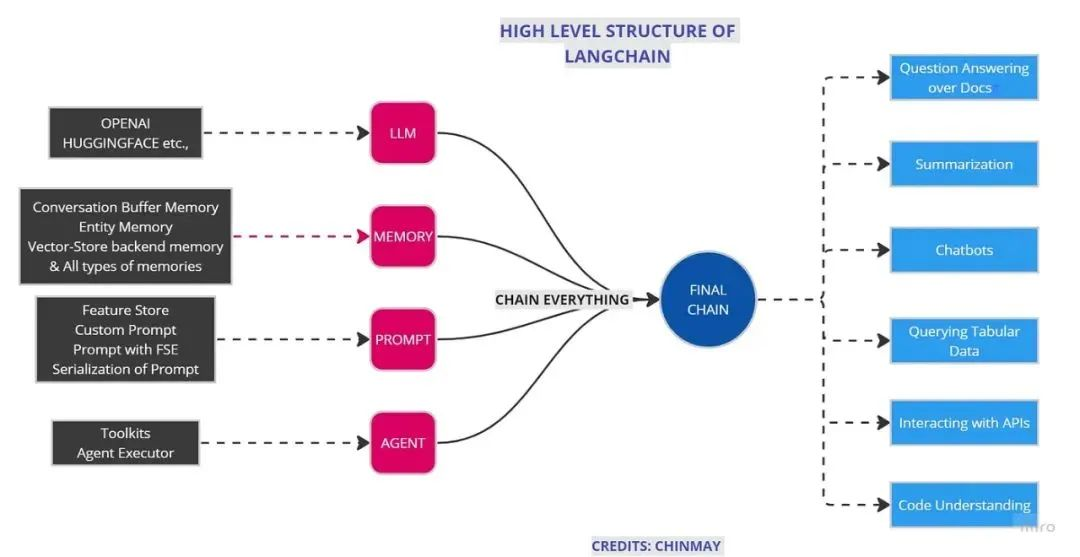 HIGH LEVEL STRUCTURE OF
LANGCHAIN
OPENAI
HUGGINGFACE etc.,
LLM
Conversation Buffer Memory
Entity Memory
Vector-Store backend memory
& All types of memories
MEMORY
Feature Store
Custom Prompt
Prompt with FSE
Serialization of Prompt
PROMPT
Toolkits
Agent Executor
AGENT
CHAIN EVERYTHING
FINAL
CHAIN
Question Answering
over Docs
Summarization
Chatbots
Querying Tabular
Data
Interacting with APIs
Code Understanding
miro
CREDITS: CHINMAY